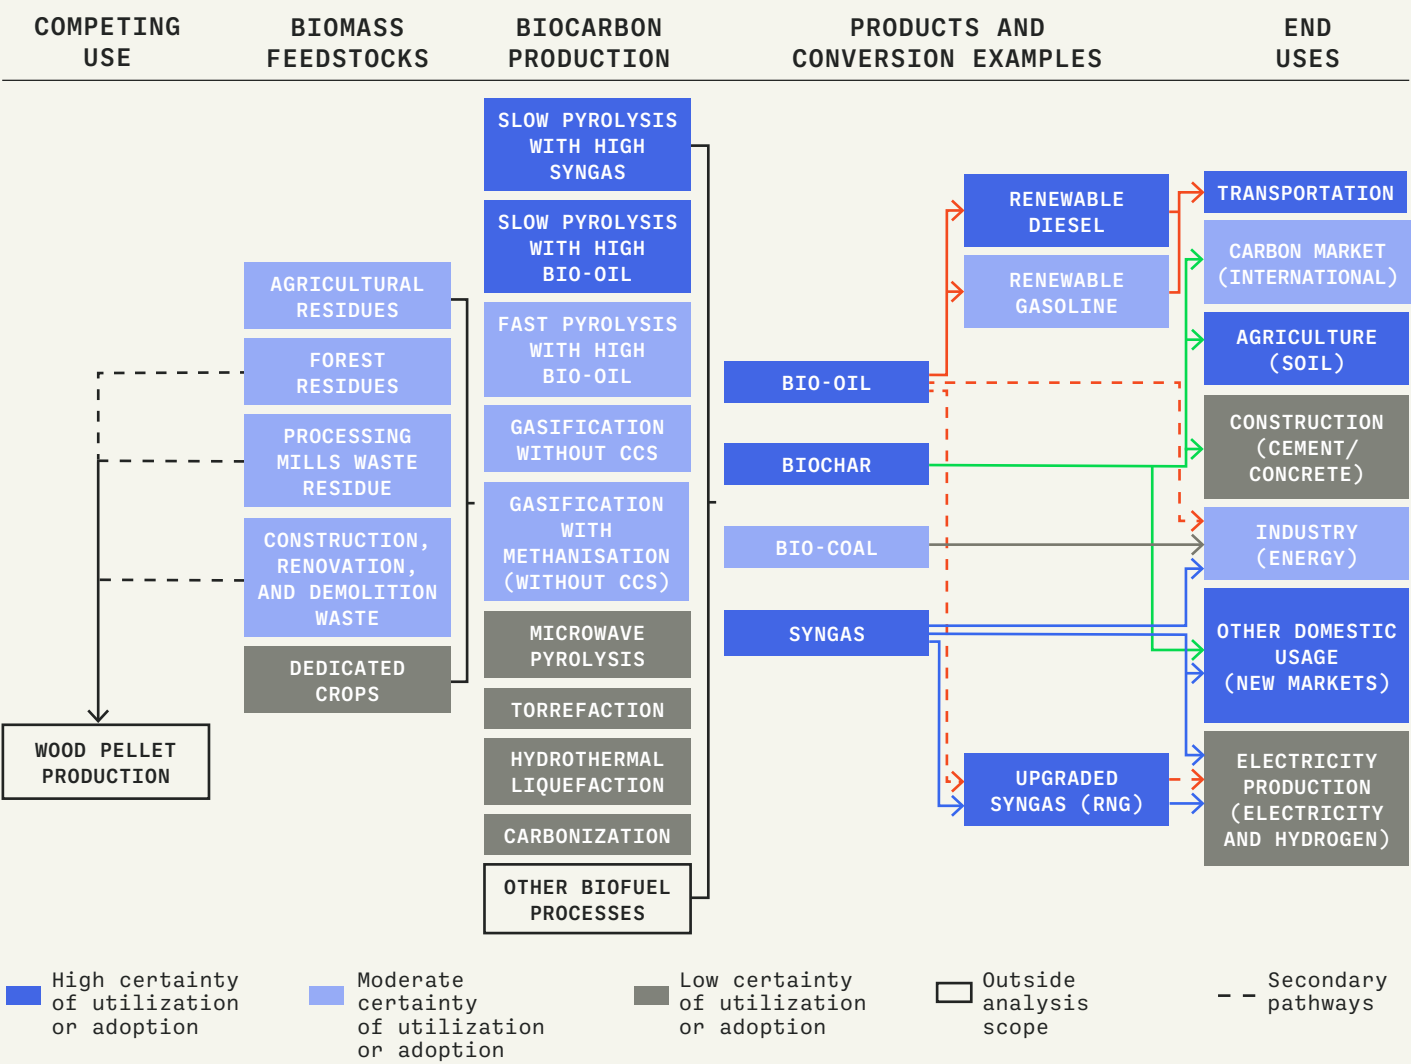 COMPETING
USE
BIOMASS
FEEDSTOCKS
BIOCARBON
PRODUCTION
PRODUCTS AND
CONVERSION EXAMPLES
END
USES
WOOD PELLET
PRODUCTION
AGRICULTURAL
RESIDUES
FOREST
RESIDUES
PROCESSING
MILLS WASTE
RESIDUE
CONSTRUCTION,
RENOVATION,
AND DEMOLITION
WASTE
DEDICATED
CROPS
SLOW PYROLYSIS
WITH HIGH
SYNGAS
SLOW PYROLYSIS
WITH HIGH
BIO-OIL
FAST PYROLYSIS
WITH HIGH
BIO-OIL
GASIFICATION
WITHOUT CCS
GASIFICATION
WITH
METHANISATION
(WITHOUT CCS)
MICROWAVE
PYROLYSIS
TORREFACTION
HYDROTHERMAL
LIQUEFACTION
CARBONIZATION
OTHER BIOFUEL
PROCESSES
BIO-OIL
BIOCHAR
BIO-COAL
SYNGAS
RENEWABLE
DIESEL
RENEWABLE
GASOLINE
UPGRADED
SYNGAS (RNG)
TRANSPORTATION
CARBON MARKET
(INTERNATIONAL)
AGRICULTURE
(SOIL)
CONSTRUCTION
(CEMENT/
CONCRETE)
INDUSTRY
(ENERGY)
OTHER DOMESTIC
USAGE
(NEW MARKETS)
ELECTRICITY
PRODUCTION
(ELECTRICITY
AND HYDROGEN)
High certainty
of utilization
or adoption
Moderate
certainty
of utilization
or adoption
Low certainty
of utilization
or adoption
Outside
analysis
scope
Secondary
pathways